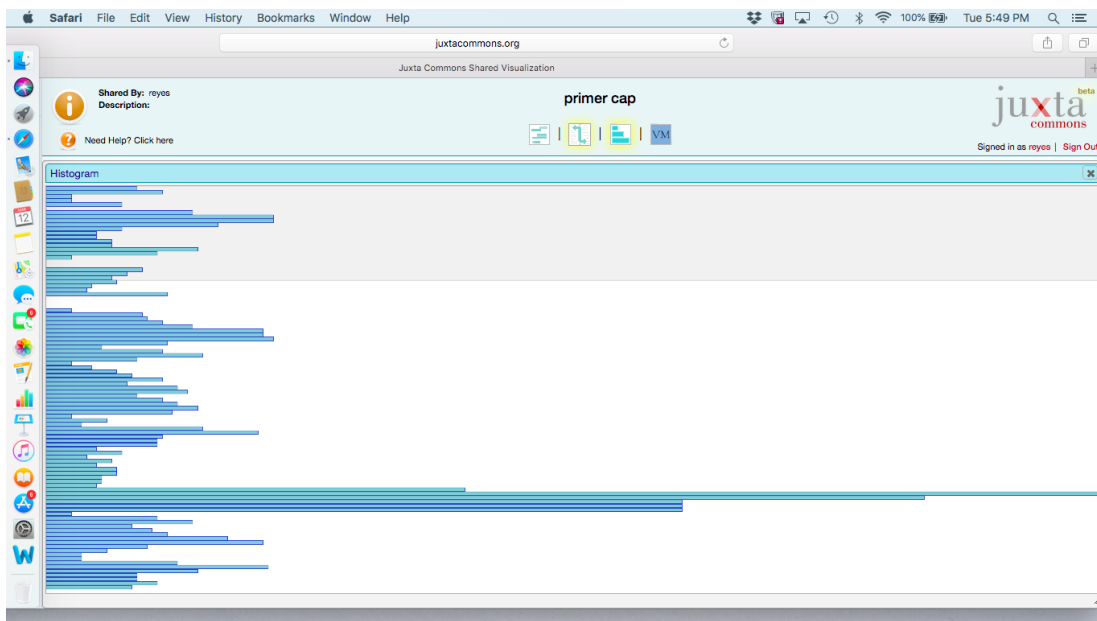 Safari File Edit View History Bookmarks Window Help 100% Tue 5:49 PM
juxtacommons.org
Juxta Commons Shared Visualization
Shared By: reyes
Description:
Need Help? Click here
primer cap
VM
juxta beta
commons
Signed in as reyes | Sign Out
Histogram
12
6
6